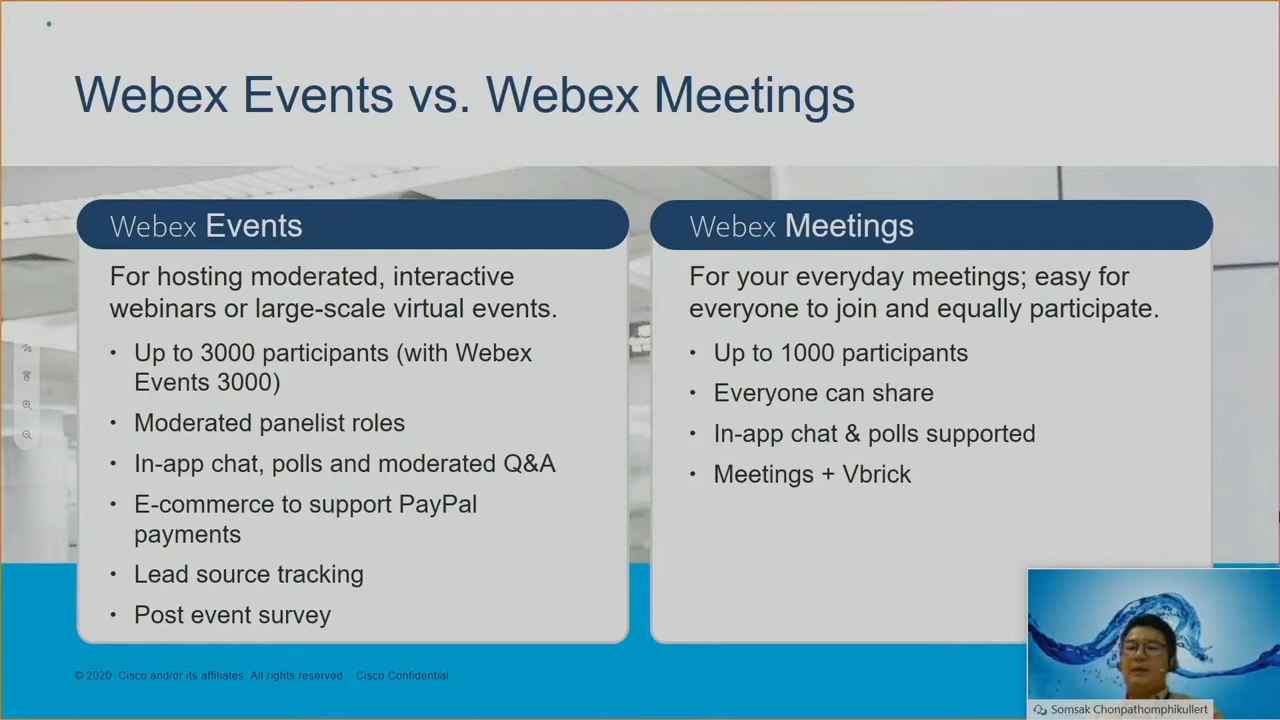 Webex Events vs. Webex Meetings
Webex Events
For hosting moderated, interactive
webinars or large-scale virtual events.
• Up to 3000 participants (with Webex
Events 3000)
• Moderated panelist roles
• In-app chat, polls and moderated Q&A
• E-commerce to support PayPal
payments
• Lead source tracking
• Post event survey
Webex Meetings
For your everyday meetings; easy for
everyone to join and equally participate.
• Up to 1000 participants
• Everyone can share
• In-app chat & polls supported
• Meetings + Vbrick
© 2020 Cisco and/or its affiliates. All rights reserved. Cisco Confidential
Somsak Chonpathomphikullert